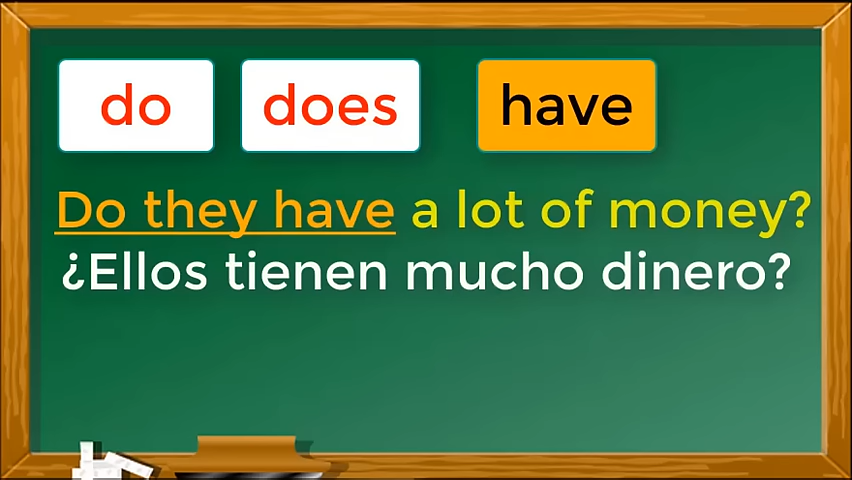 do does have
Do they have a lot of money?
¿Ellos tienen mucho dinero?